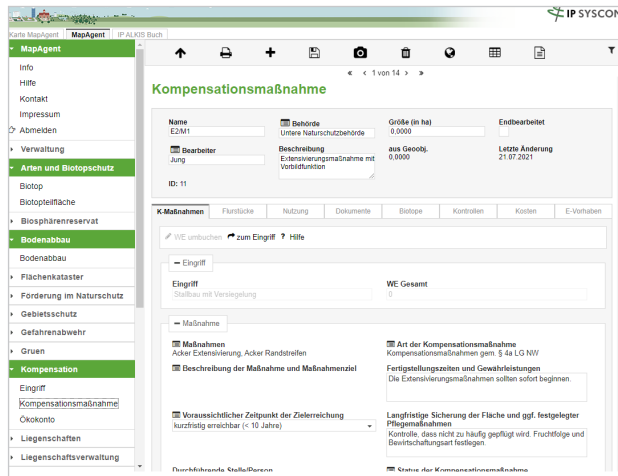 IP SYSCON
Karte MapAgent MapAgent IP ALKIS Buch
MapAgent
Info
Hilfe
Kontakt
Impressum
Abmelden
Verwaltung
Arten und Biotopschutz
Biotop
Biotopteilfläche
Biosphärenreservat
Bodenabbau
Bodenabbau
Flächenkataster
Förderung im Naturschutz
Gebietsschutz
Gefahrenabwehr
Gruen
Kompensation
Eingriff
Kompensationsmaßnahme
Ökokonto
Liegenschaften
Liegenschaftsverwaltung
« < 1 von 14 > »
Kompensationsmaßnahme
Name Behörde Größe (in ha) Endbearbeitet
E2/M1 Untere Naturschutzbehörde 0,0000
Bearbeiter Beschreibung aus Geoobj. Letzte Änderung
Jung Extensivierungsmaßnahme mit 0,0000 21.07.2021
Vorbildfunktion
ID: 11
K-Maßnahmen Flurstücke Nutzung Dokumente Biotope Kontrollen Kosten E-Vorhaben
WE umbuchen zum Eingriff ? Hilfe
Eingriff
Eingriff WE Gesamt
Stallbau mit Versiegelung 0
Maßnahme
Maßnahmen Art der Kompensationsmaßnahme
Acker Extensivierung, Acker Randstreifen Kompensationsmaßnahmen gem. § 4a LG NW
Beschreibung der Maßnahme und Maßnahmenziel Fertigstellungszeiten und Gewährleistungen
Die Extensivierungsmaßnahmen sollten sofort beginnen.
Voraussichtlicher Zeitpunkt der Zielerreichung Langfristige Sicherung der Fläche und ggf. festgelegter
kurzfristig erreichbar (< 10 Jahre) Pflegemaßnahmen
Kontrolle, dass nicht zu häufig gepflügt wird. Fruchtfolge und
Bewirtschaftungsart festlegen.
Durchführende Stelle/Person Status der Kompensationsmaßnahme